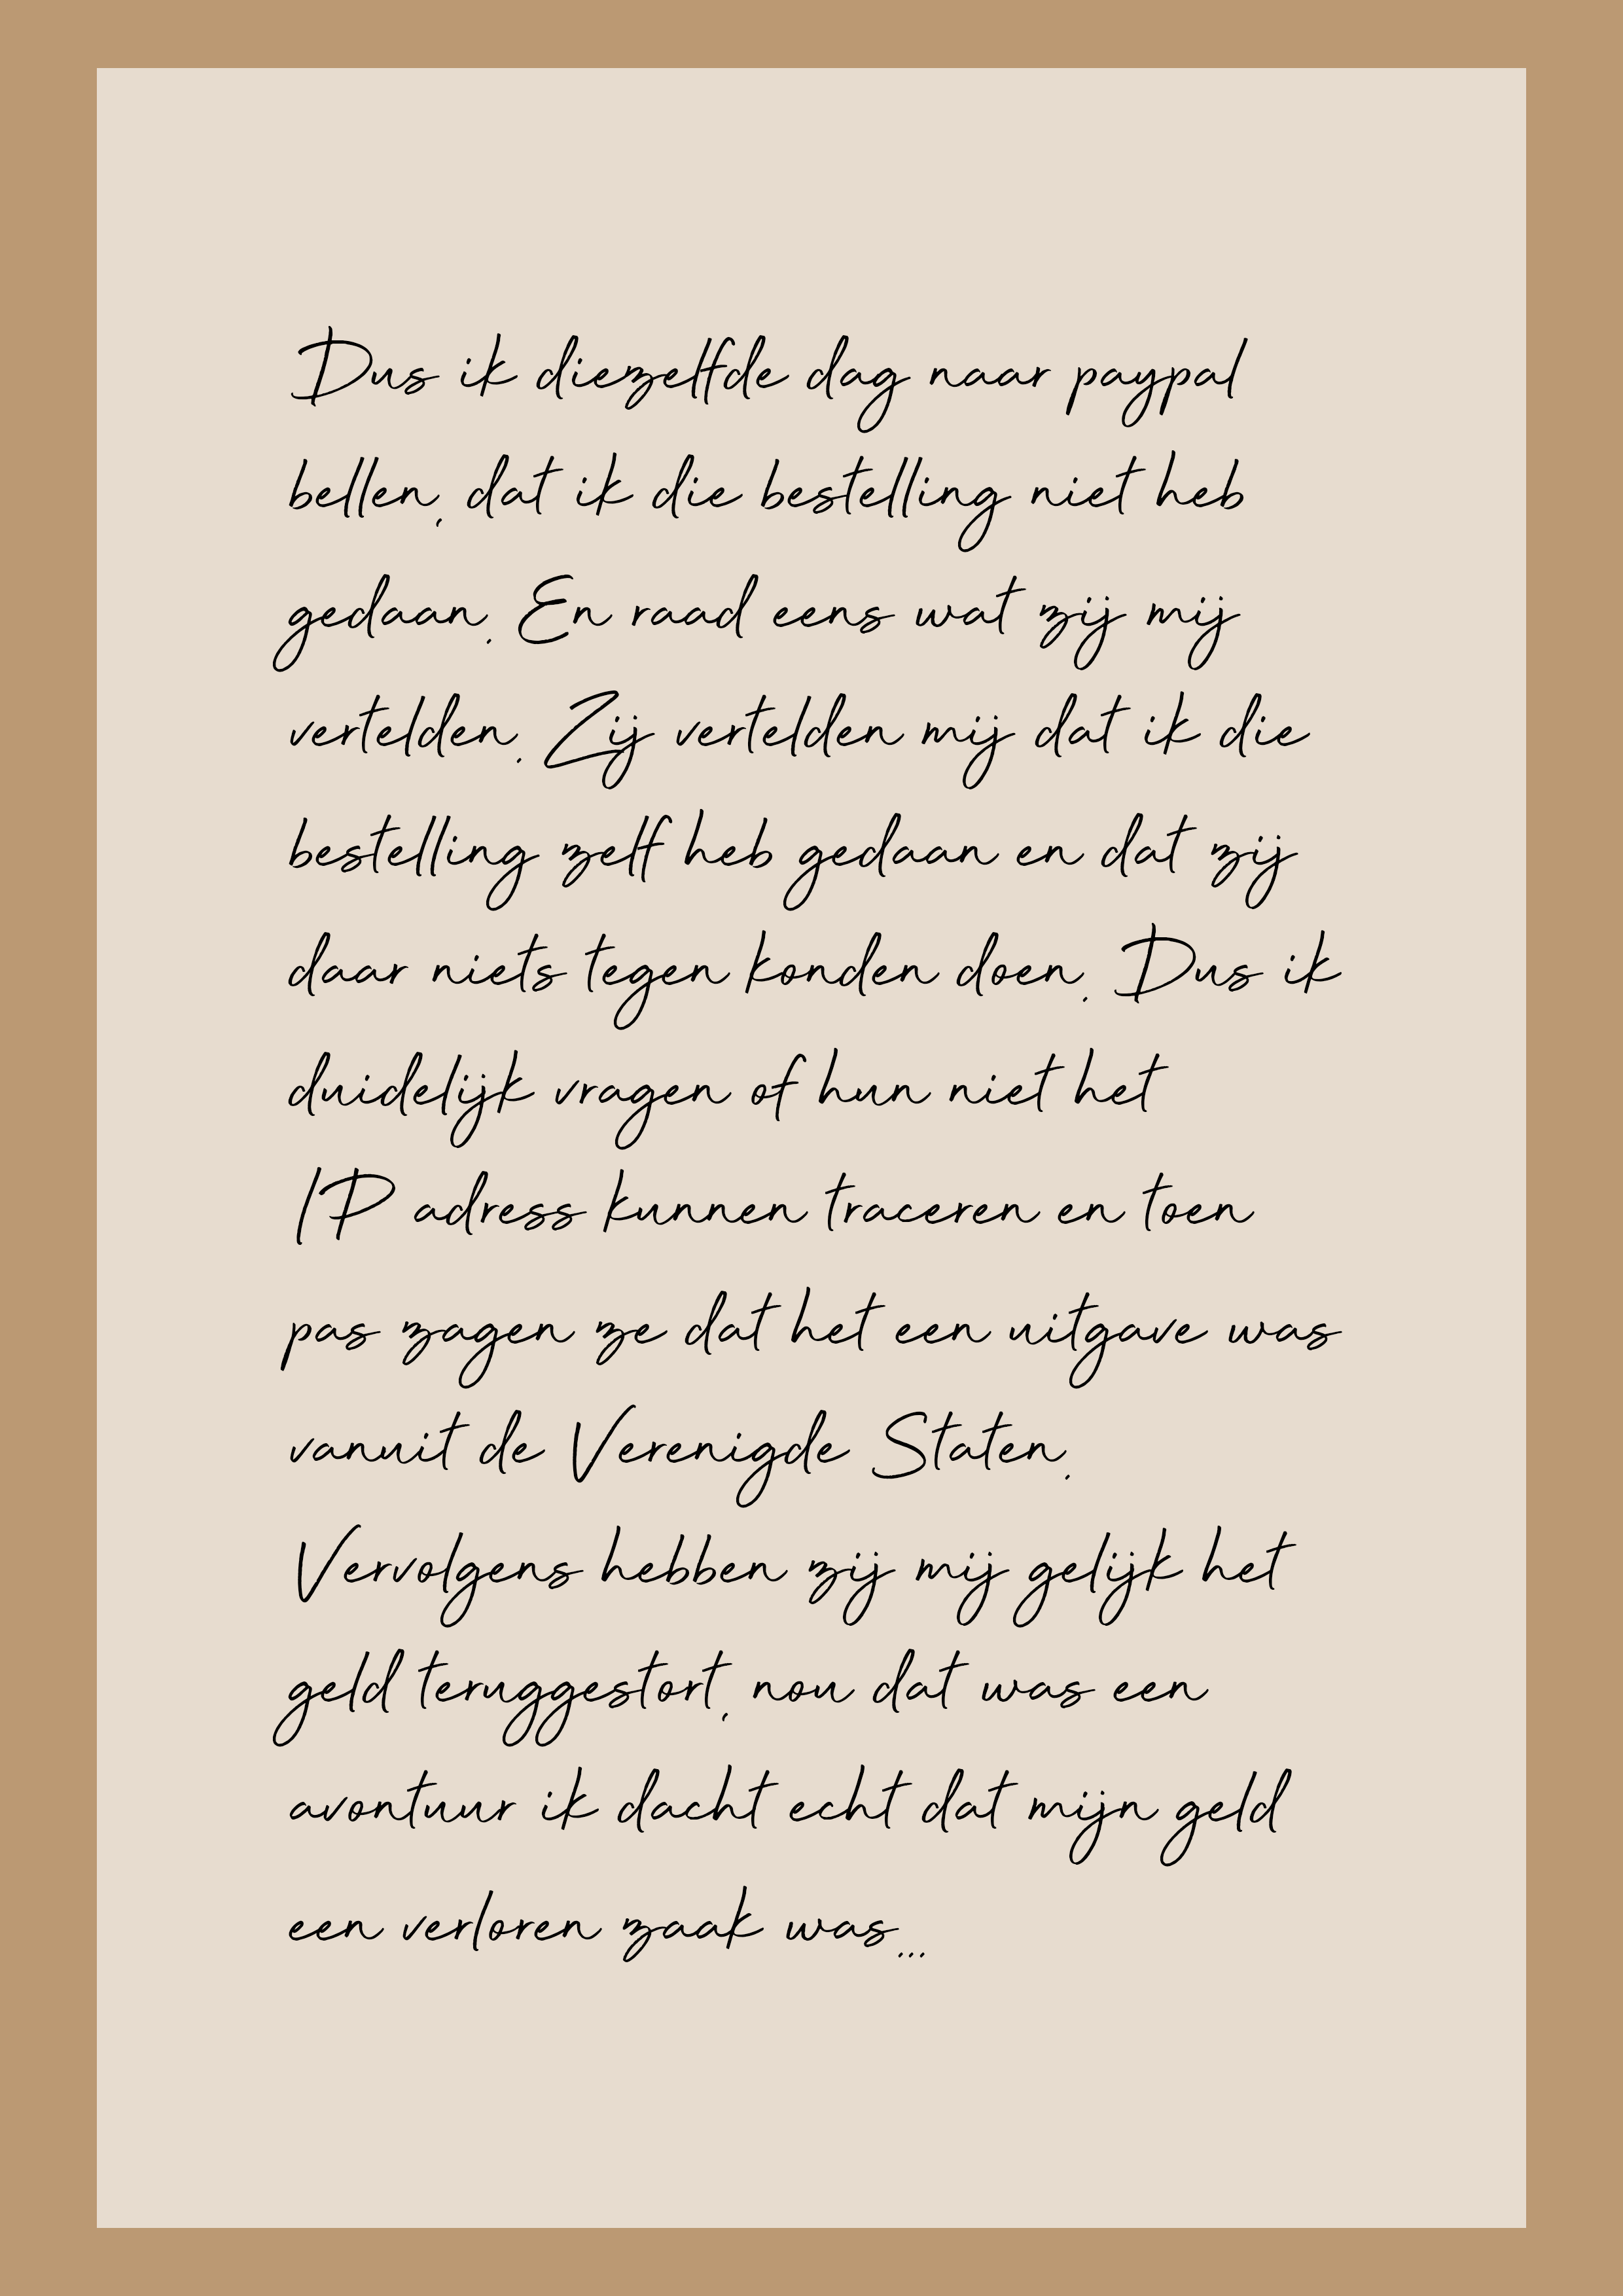 Dus ik diezelfde dag naar paypal
bellen, dat ik die bestelling niet heb
gedaan. En raad eens wat zij mij
vertelden. Zij vertelden mij dat ik die
bestelling zelf heb gedaan en dat zij
daar niets tegen konden doen. Dus ik
duidelijk vragen of hun niet het
IP adress kunnen traceren en toen
pas zagen ze dat het een uitgave was
vanuit de Verenigde Staten.
Vervolgens hebben zij mij gelijk het
geld teruggestort, nou dat was een
avontuur ik dacht echt dat mijn geld
een verloren zaak was...